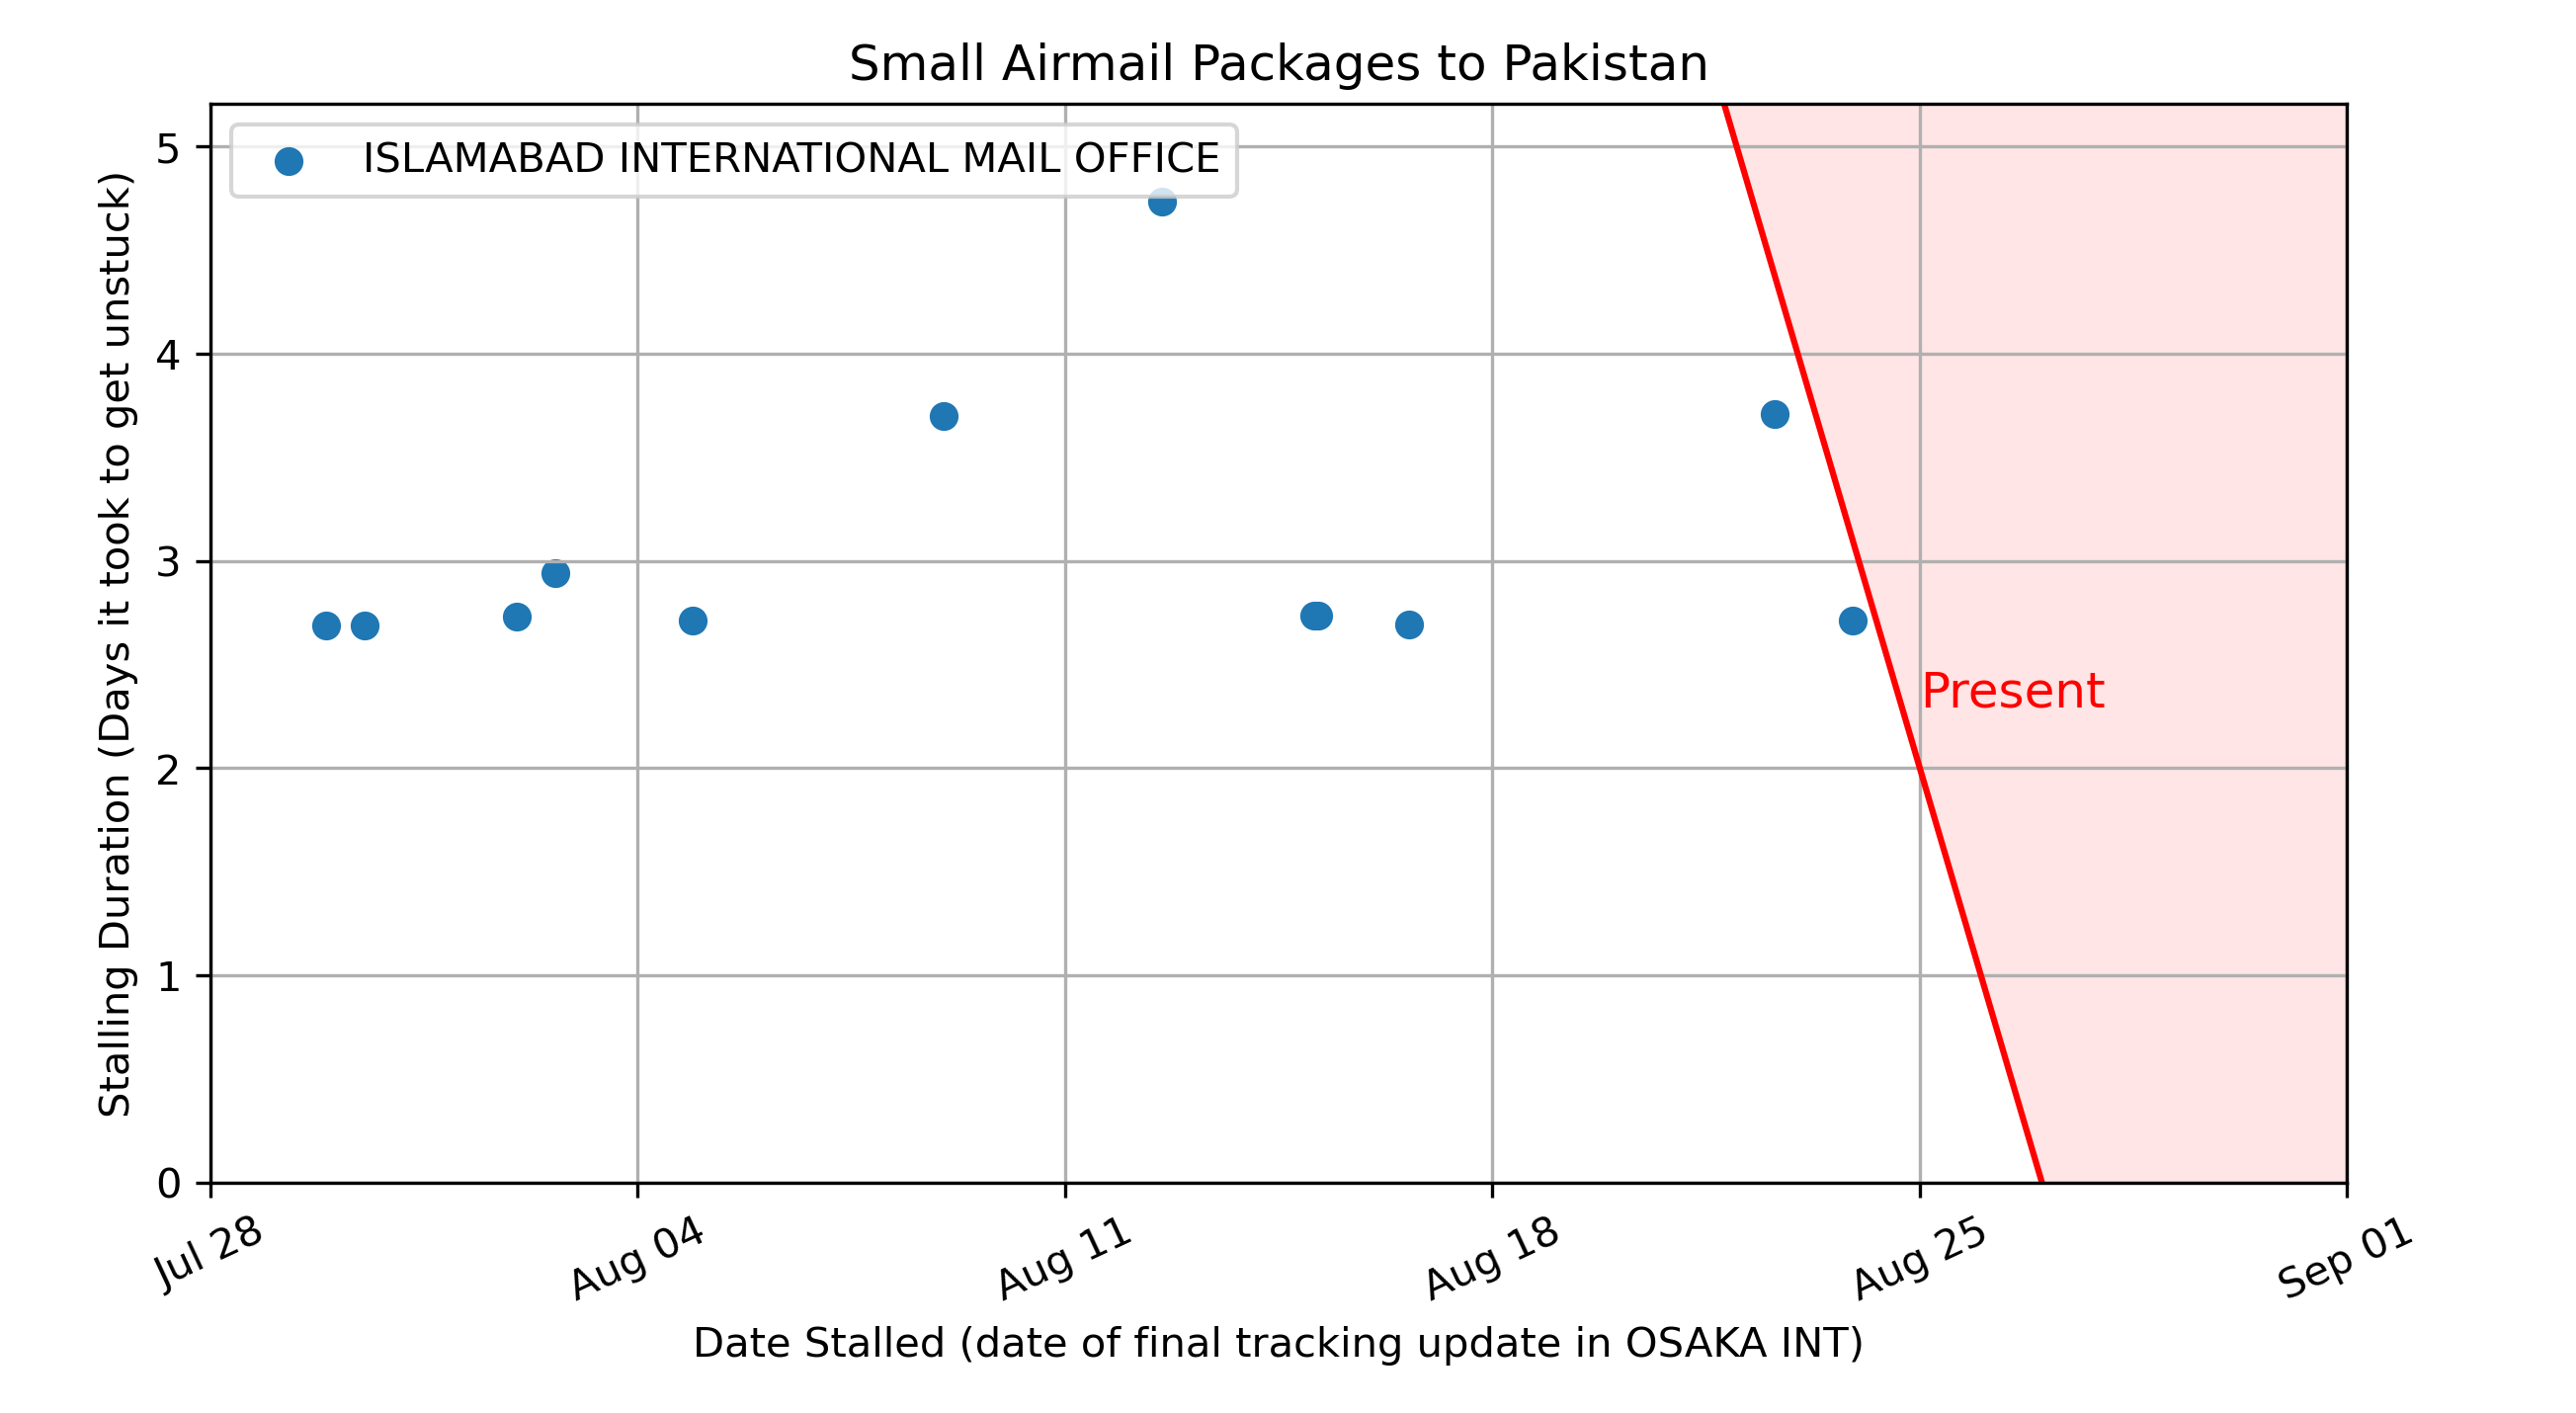 Small Airmail Packages to Pakistan
ISLAMABAD INTERNATIONAL MAIL OFFICE
Stalling Duration (Days it took to get unstuck)
5
4
3
2
1
0
Present
Jul 28
Aug 04
Aug 11
Aug 18
Aug 25
Sep 01
Date Stalled (date of final tracking update in OSAKA INT)